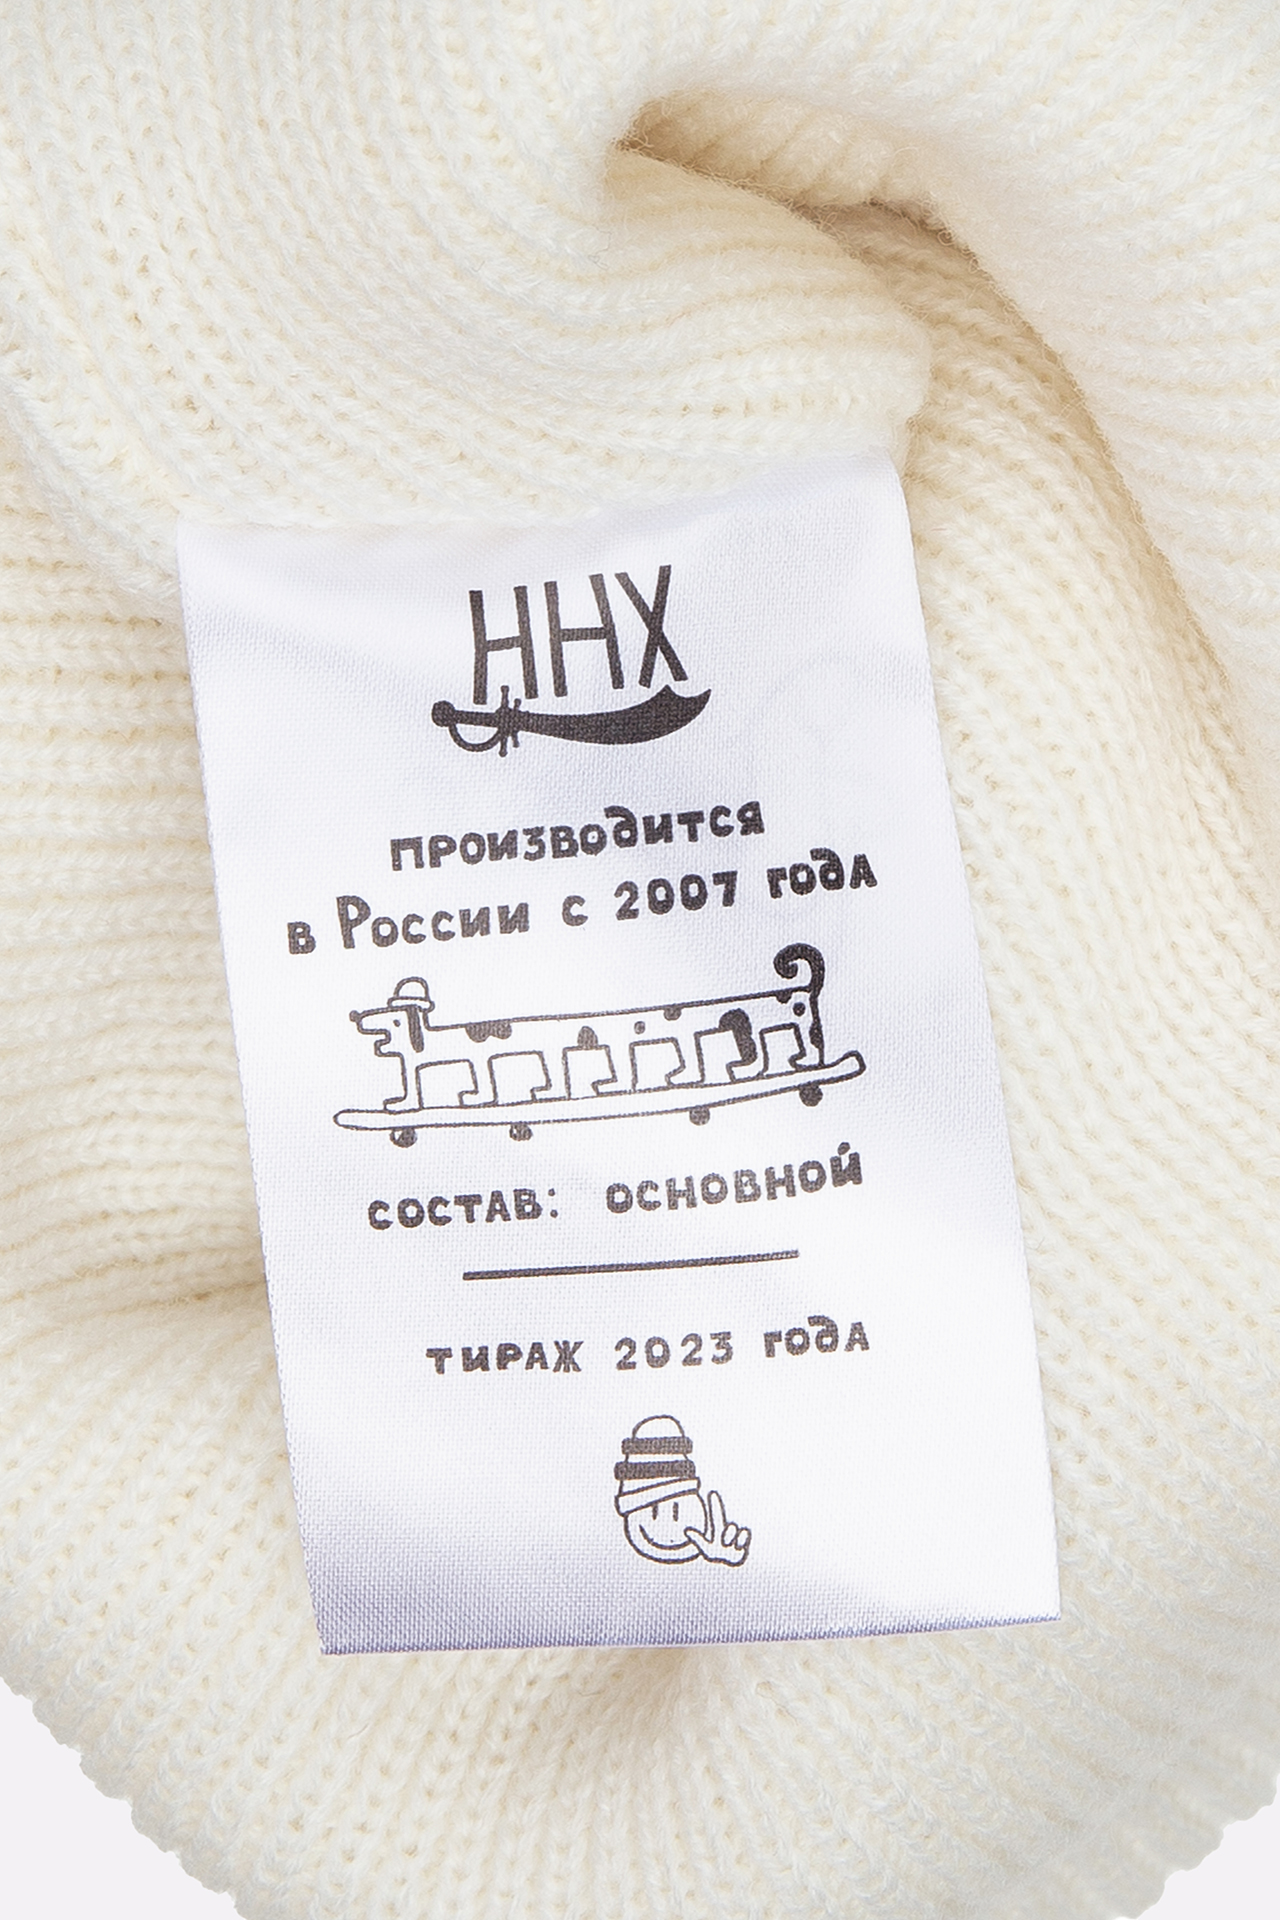 ННХ
производится
в России с 2007 года
состав: основной
тираж 2023 года